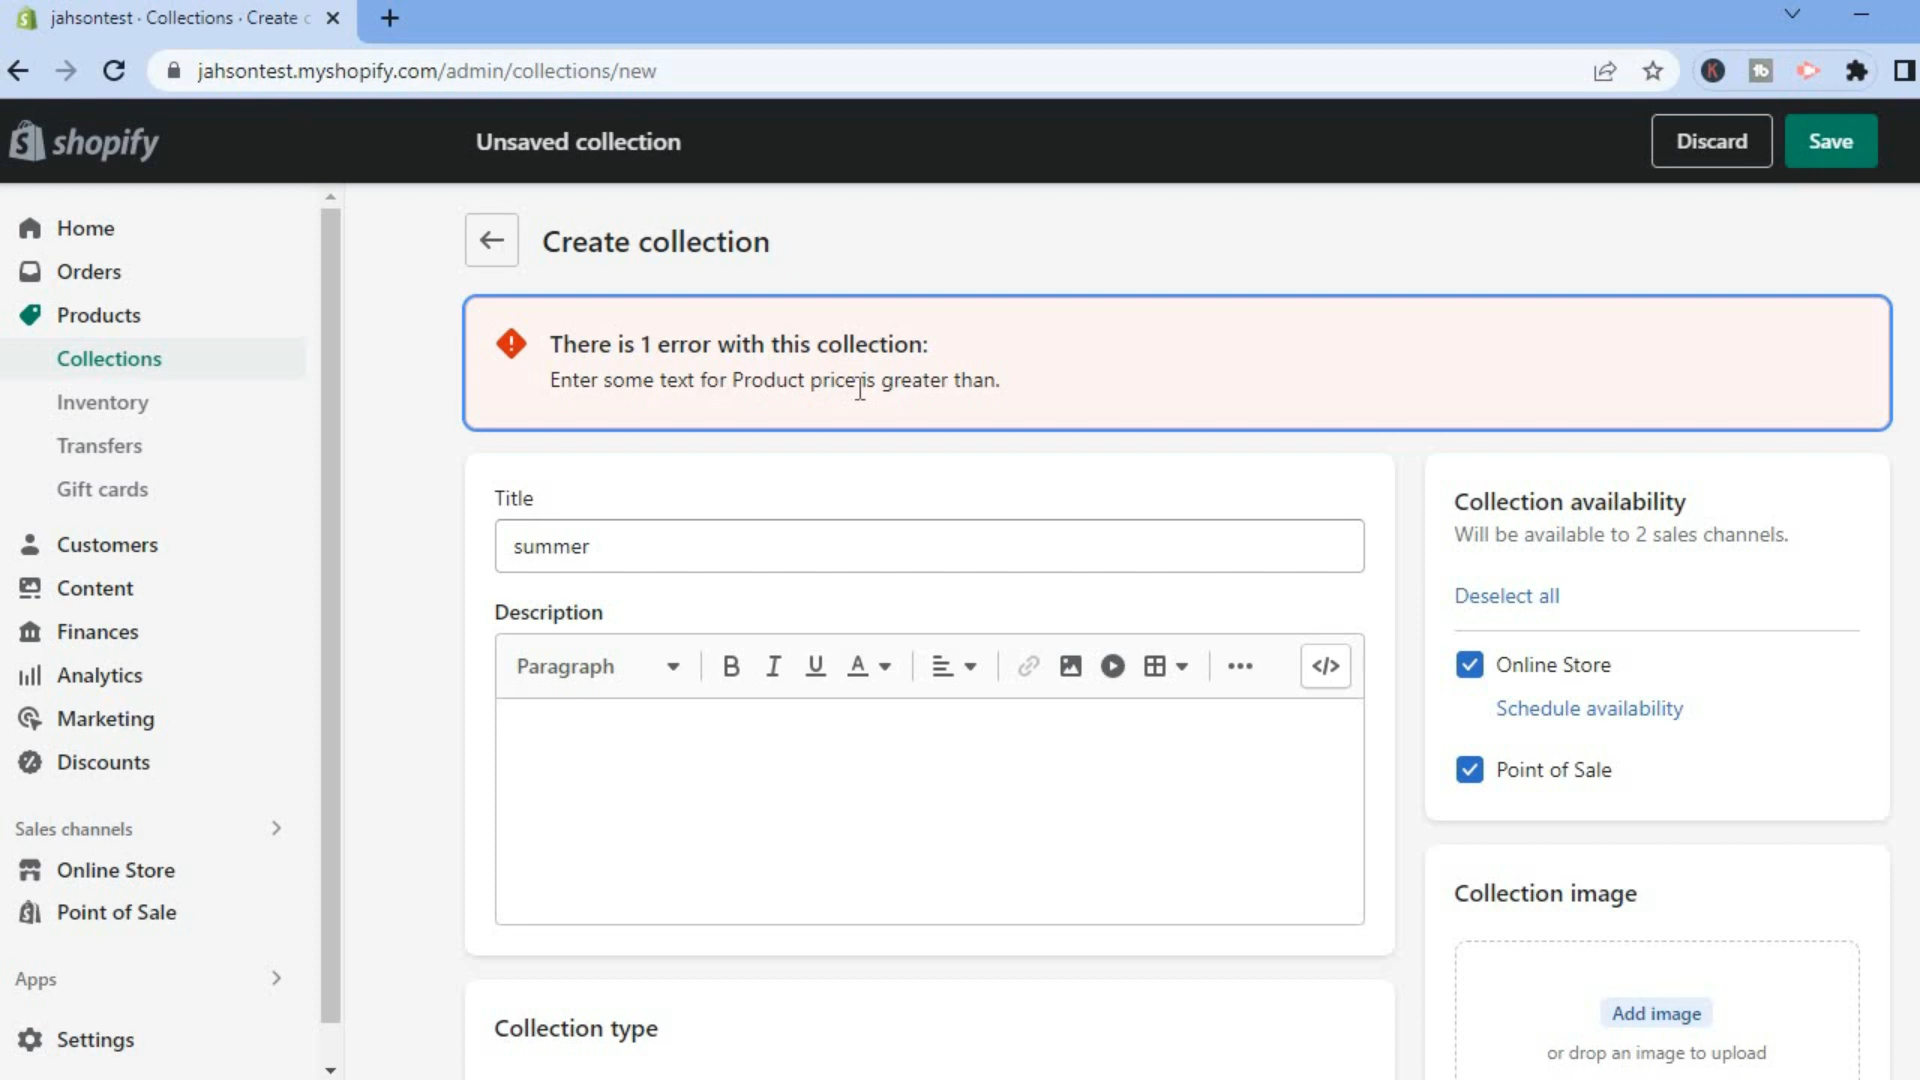 jahsontest · Collections · Create c
jahsontest.myshopify.com/admin/collections/new
K
tb
shopify
Unsaved collection
Discard
Save
Home
Orders
Products
Collections
Inventory
Transfers
Gift cards
Customers
Content
Finances
Analytics
Marketing
Discounts
Sales channels
Online Store
Point of Sale
Apps
Settings
Create collection
There is 1 error with this collection:
Enter some text for Product price is greater than.
Title
summer
Description
Paragraph
B I U A
</>
Collection type
Collection availability
Will be available to 2 sales channels.
Deselect all
Online Store
Schedule availability
Point of Sale
Collection image
Add image
or drop an image to upload